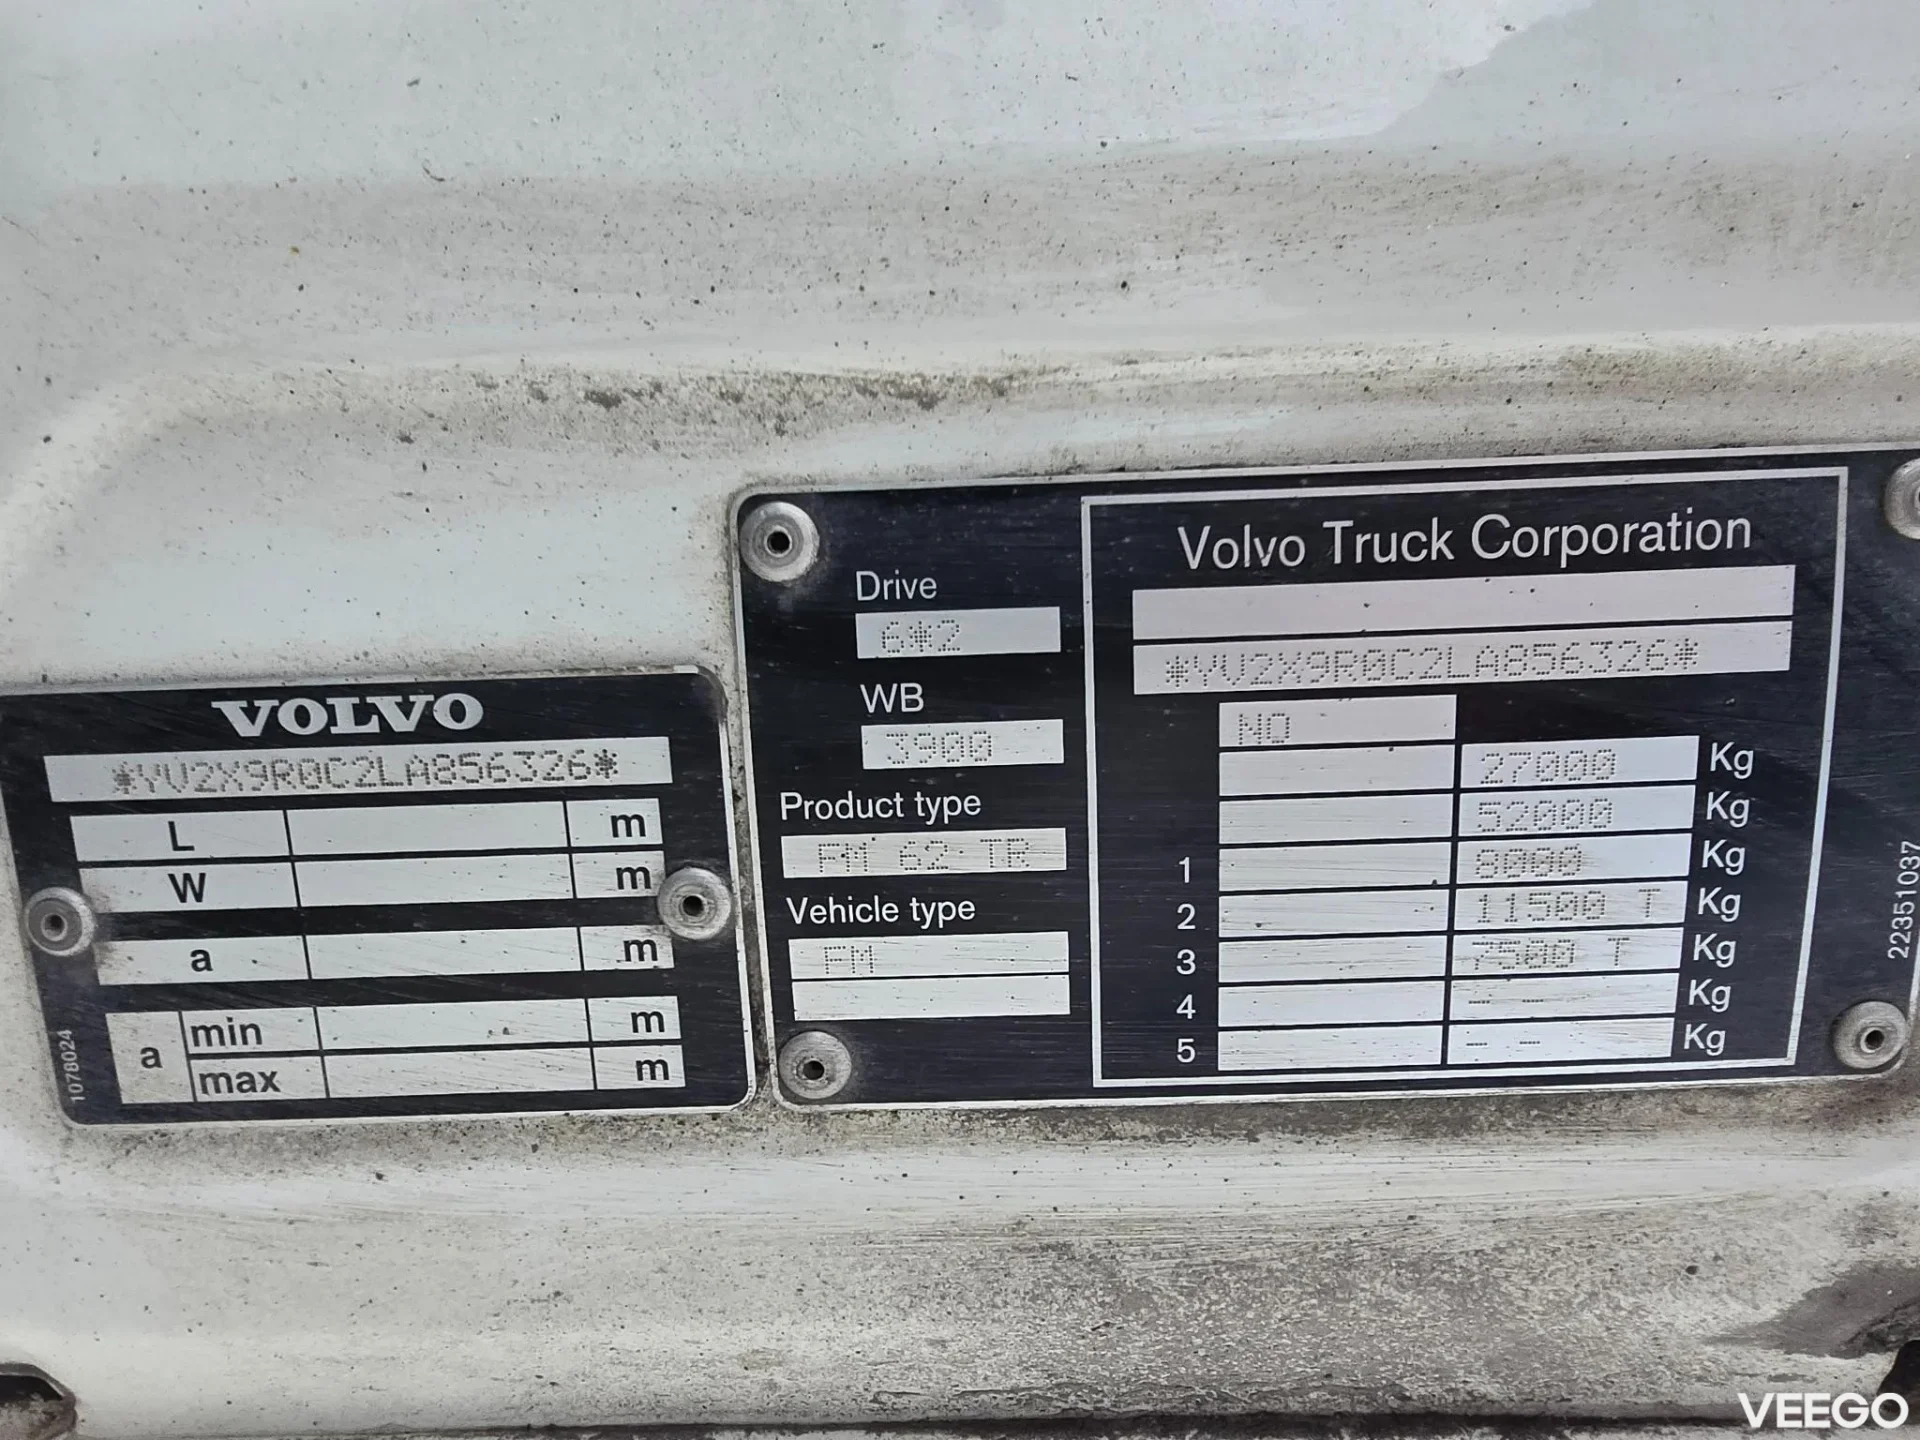 VOLVO
*YV2X9R0C2LA856326*
L m
W m
a m
a min m
max m
1078024
Drive
6*2
WB
3900
Product type
FM 62 TR
Vehicle type
FM
Volvo Truck Corporation
*YV2X9R0C2LA856326*
NO
27000 Kg
52000 Kg
1 8000 Kg
2 11500 T Kg
3 7500 T Kg
4 -- -- Kg
5 -- -- Kg
22351037
VEEGO